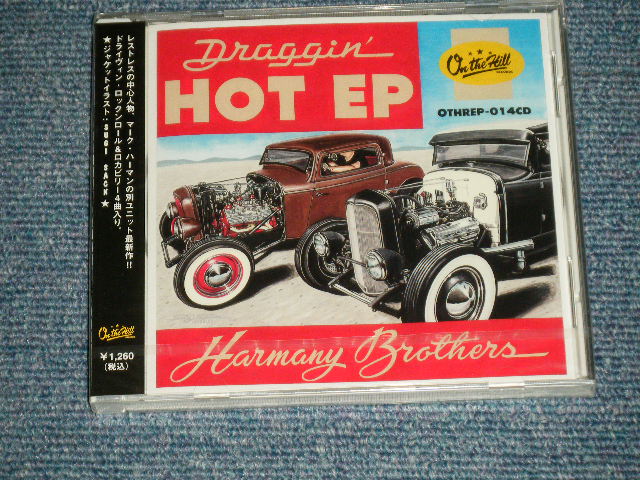 レストレスの中心人物、マーク・ハーマンの別ユニット最新作!!
ドライヴィン・ロックンロール&ロカビリー4曲入り。
★ジャケットイラスト:SUGI SACK★
On the Hill
¥1,260
(税込)
Draggin'
HOT EP
On the Hill
RECORDS
OTHREP-014CD
Harmany Brothers